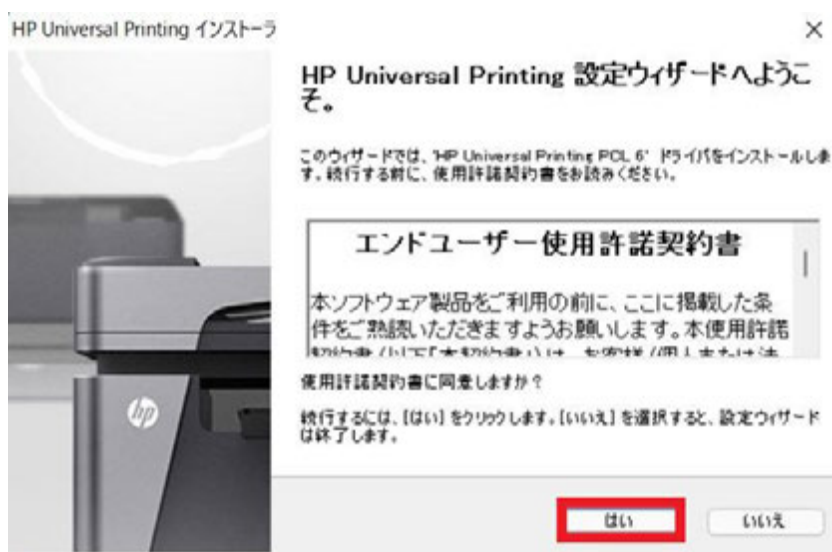 HP Universal Printing インストーラ
HP Universal Printing 設定ウィザードへようこ
そ。
このウィザードでは、'HP Universal Printing PCL 6' ドライバをインストールしま
す。続行する前に、使用許諾契約書をお読みください。
エンドユーザー使用許諾契約書
本ソフトウェア製品をご利用の前に、ここに掲載した条
件をご熟読いただきますようお願いします。本使用許諾
使用許諾契約書に同意しますか？
続行するには、[はい] をクリックします。[いいえ] を選択すると、設定ウィザード
は終了します。
hp
はい
いいえ